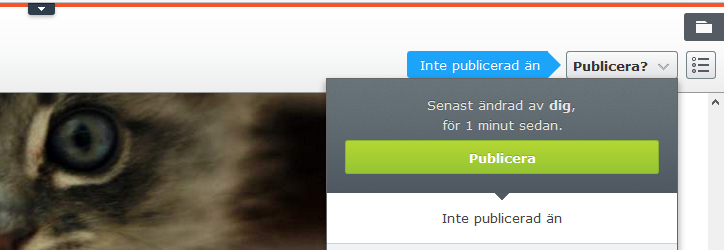 Inte publicerad än
Publicera?
Senast ändrad av dig,
för 1 minut sedan.
Publicera
Inte publicerad än